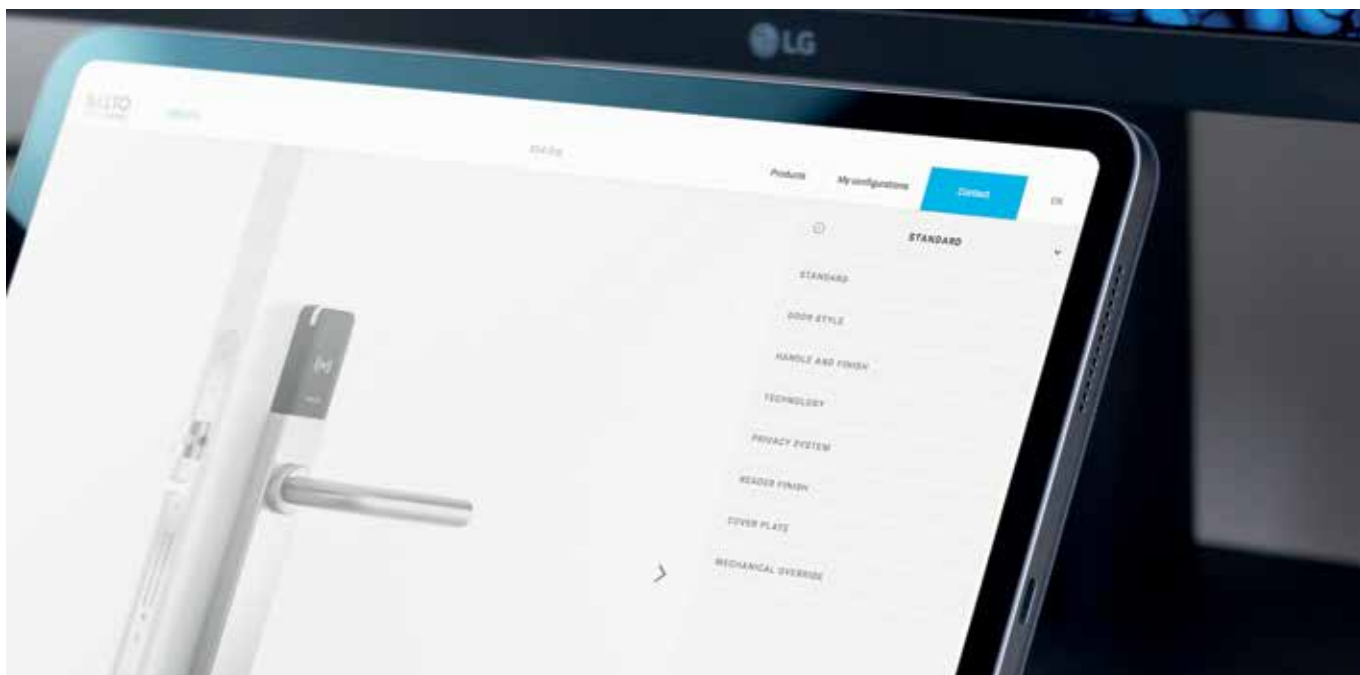 LG
Products My configurations Contact EN
STANDARD
STANDARD
DOOR STYLE
HANDLE AND FINISH
TECHNOLOGY
PRIVACY SYSTEM
READER FINISH
COVER PLATE
MECHANICAL OVERRIDE